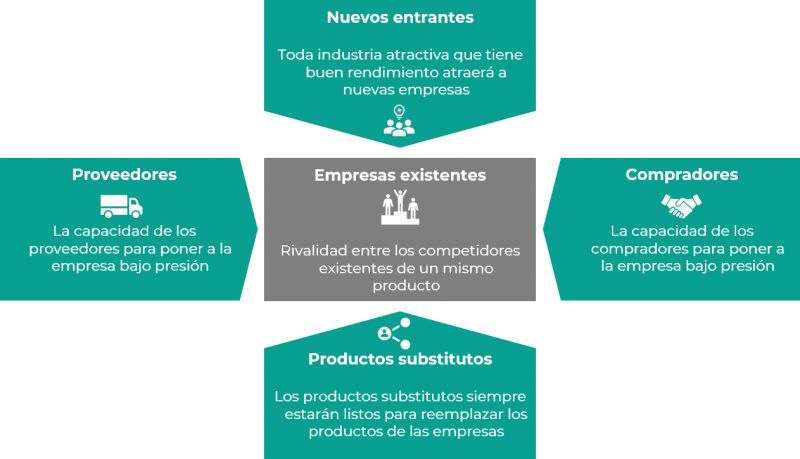 Nuevos entrantes
Toda industria atractiva que tiene
buen rendimiento atraerá a
nuevas empresas
Proveedores
La capacidad de los
proveedores para poner a la
empresa bajo presión
Empresas existentes
Rivalidad entre los competidores
existentes de un mismo
producto
Compradores
La capacidad de los
compradores para poner a
la empresa bajo presión
Productos substitutos
Los productos substitutos siempre
estarán listos para reemplazar los
productos de las empresas